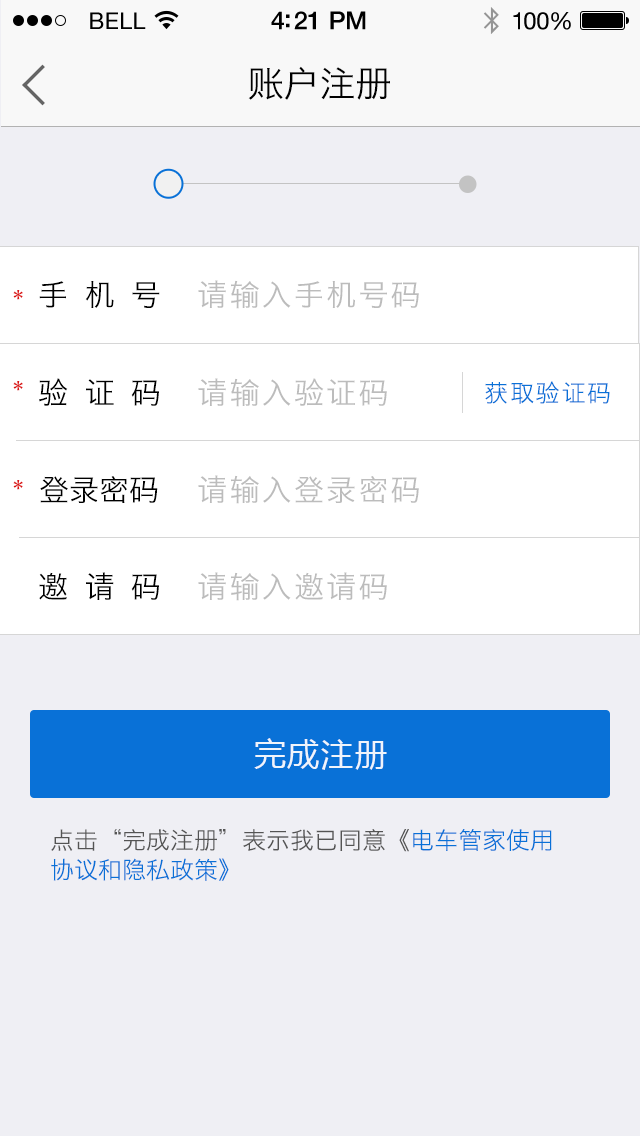 BELL 4:21 PM 100%
账户注册
* 手机号 请输入手机号码
* 验证码 请输入验证码 获取验证码
* 登录密码 请输入登录密码
邀请码 请输入邀请码
完成注册
点击“完成注册”表示我已同意《电车管家使用
协议和隐私政策》